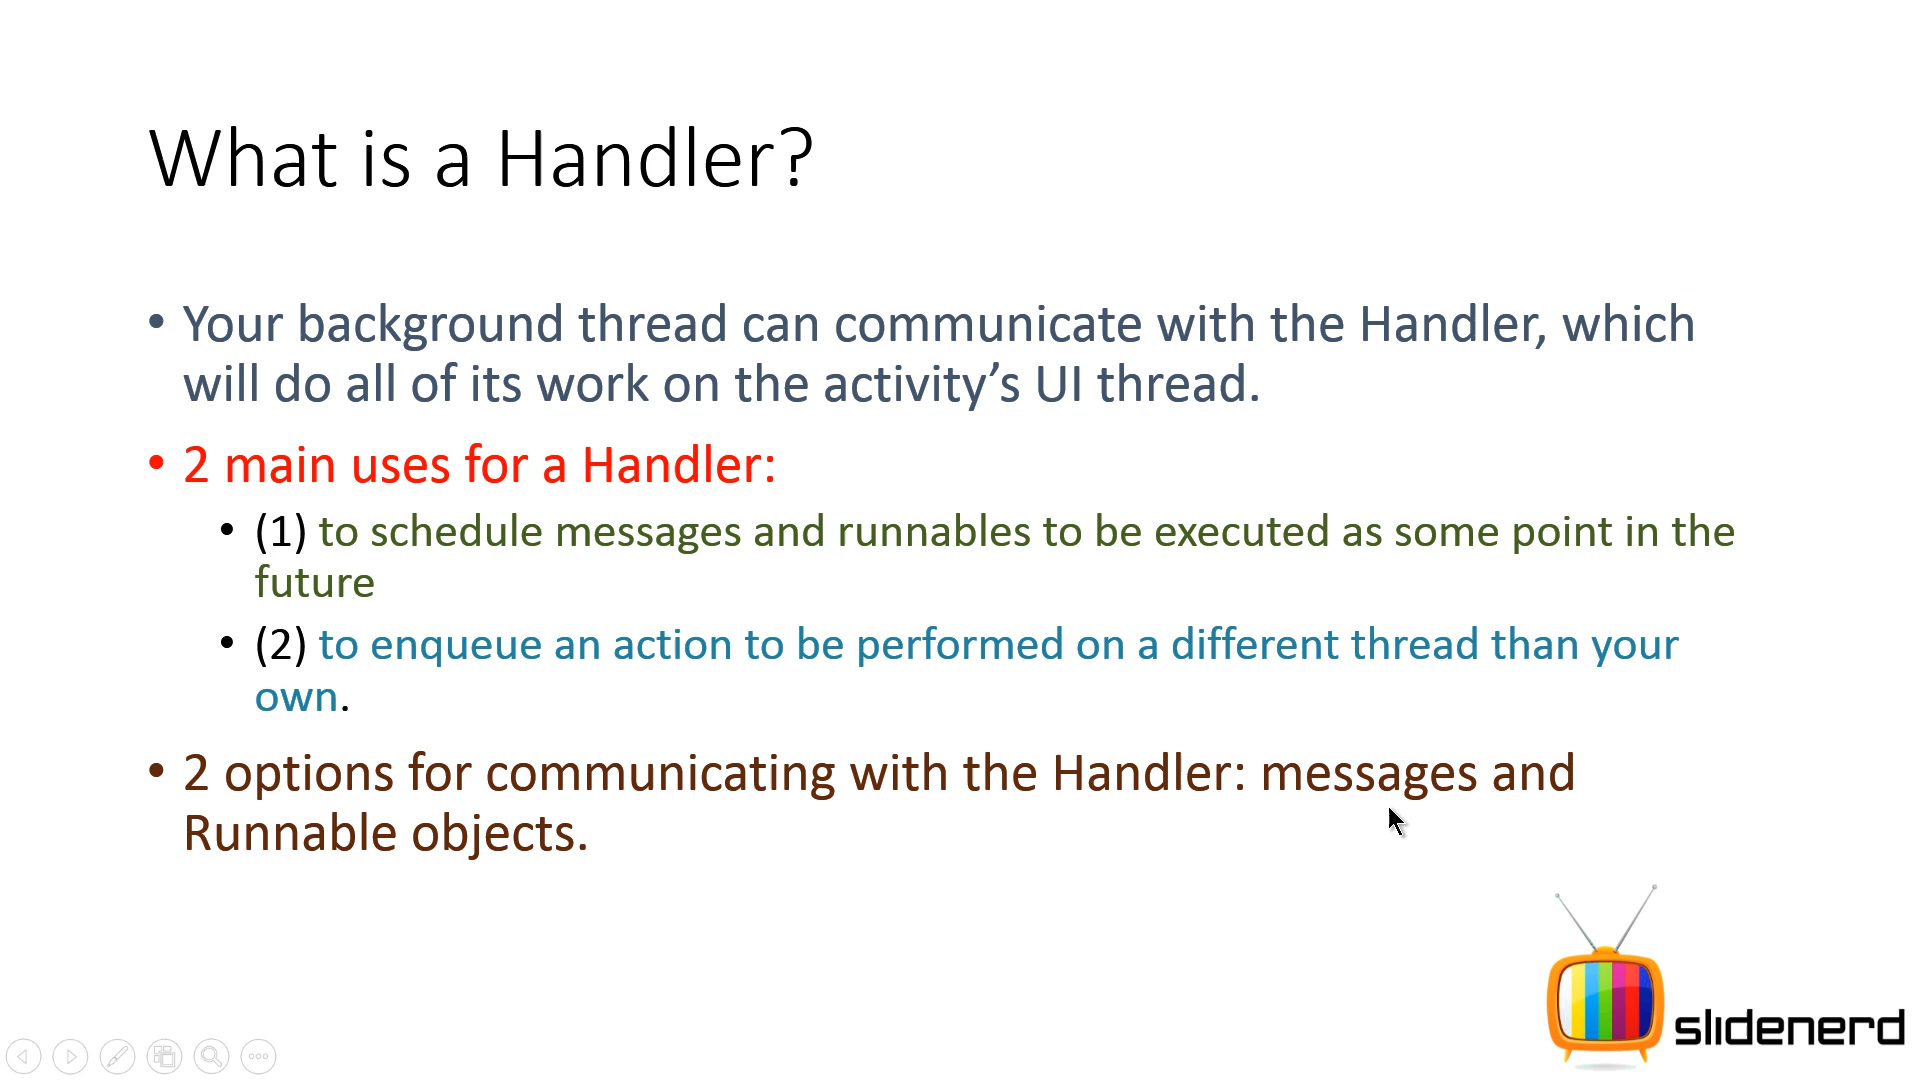 What is a Handler?
• Your background thread can communicate with the Handler, which
will do all of its work on the activity’s UI thread.
• 2 main uses for a Handler:
• (1) to schedule messages and runnables to be executed as some point in the
future
• (2) to enqueue an action to be performed on a different thread than your
own.
• 2 options for communicating with the Handler: messages and
Runnable objects.
slidenerd